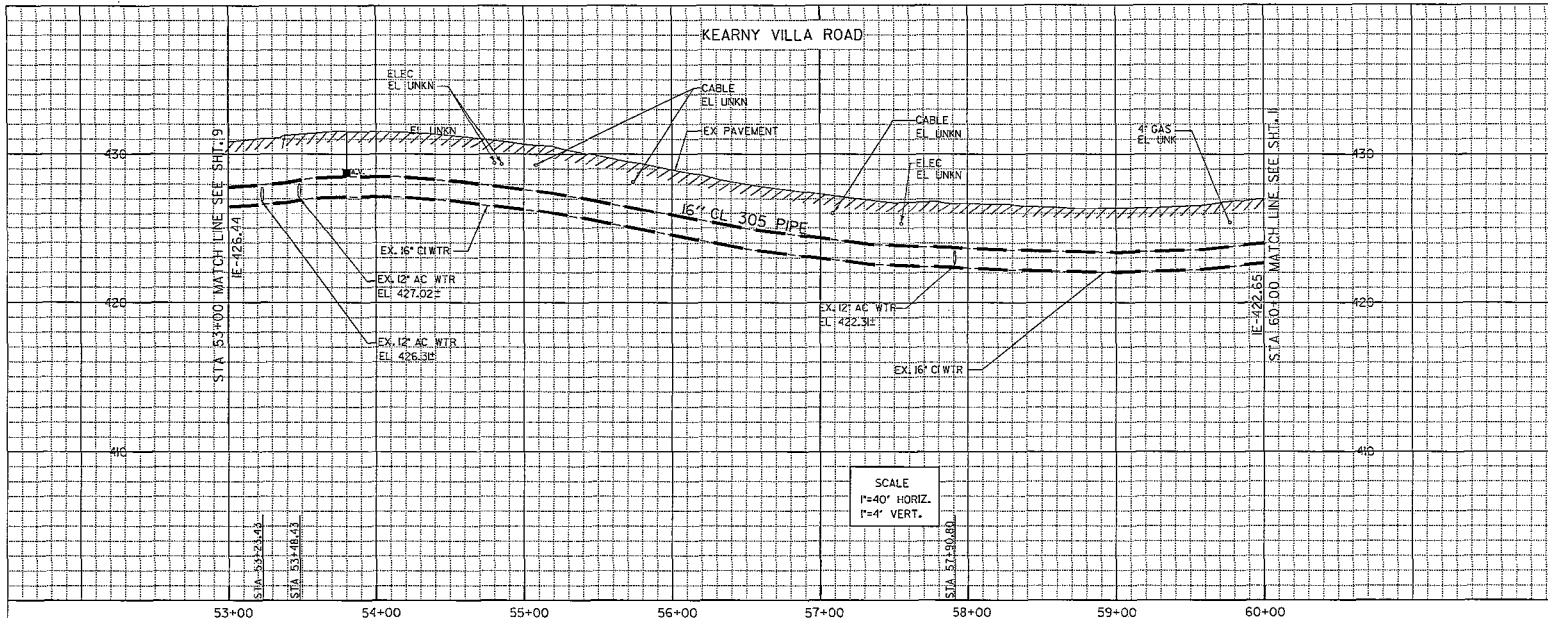 KEARNY VILLA ROAD
ELEC
EL UNKN
EL UNKN
CABLE
EL UNKN
EX PAVEMENT
CABLE
EL UNKN
ELEC
EL UNKN
4" GAS
EL UNK
430
430
STA 53+00 MATCH LINE SEE SHT. 9
IE-426.44
A.V.
16" CL 305 PIPE
EX. 16" CI WTR
EX. 12" AC WTR
EL 427.02±
EX. 12" AC WTR
EL 426.31±
EX. 12" AC WTR
EL 422.31±
EX. 16" CI WTR
IE-422.65
STA 60+00 MATCH LINE SEE SHT. 11
420
420
410
410
SCALE
1"=40' HORIZ.
1"=4' VERT.
STA 53+23.43
STA 53+48.43
STA 57+90.80
53+00
54+00
55+00
56+00
57+00
58+00
59+00
60+00